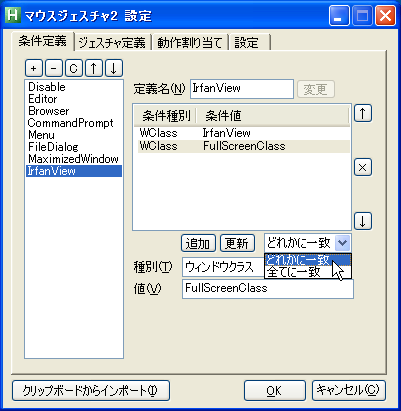 マウスジェスチャ2 設定
条件定義 ジェスチャ定義 動作割り当て 設定
+ - C ↑ ↓
Disable
Editor
Browser
CommandPrompt
Menu
FileDialog
MaximizedWindow
IrfanView
定義名(N) IrfanView 変更
条件種別 条件値
WClass IrfanView
WClass FullScreenClass
↑
×
↓
追加 更新 どれかに一致
どれかに一致
全てに一致
種別(T) ウィンドウクラス
値(V) FullScreenClass
クリップボードからインポート(I) OK キャンセル(C)